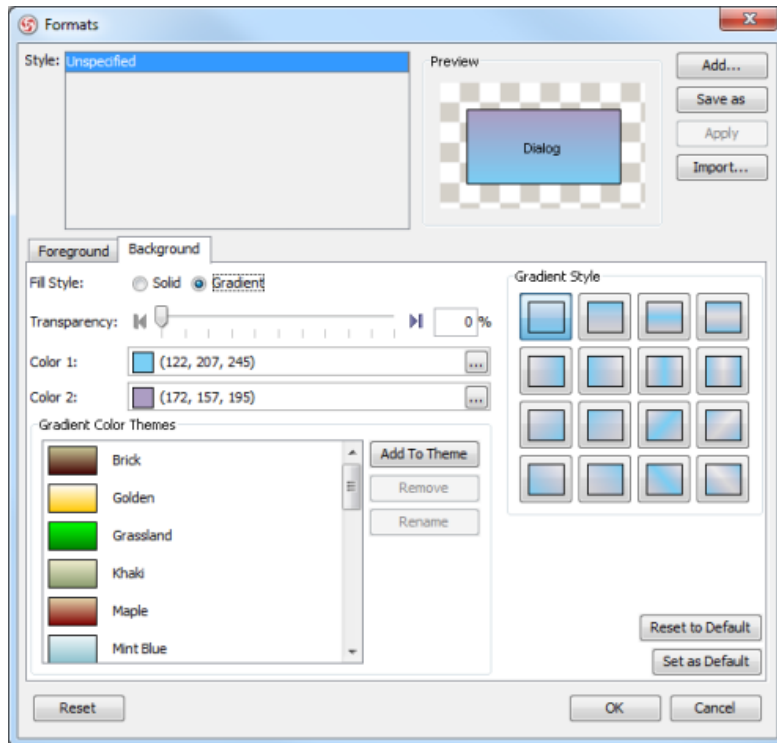 Formats
Style: Unspecified
Preview
Dialog
Add...
Save as
Apply
Import...
Foreground Background
Fill Style: Solid Gradient
Transparency: 0 %
Color 1: (122, 207, 245) ...
Color 2: (172, 157, 195) ...
Gradient Color Themes
Brick
Golden
Grassland
Khaki
Maple
Mint Blue
Add To Theme
Remove
Rename
Gradient Style
Reset to Default
Set as Default
Reset OK Cancel